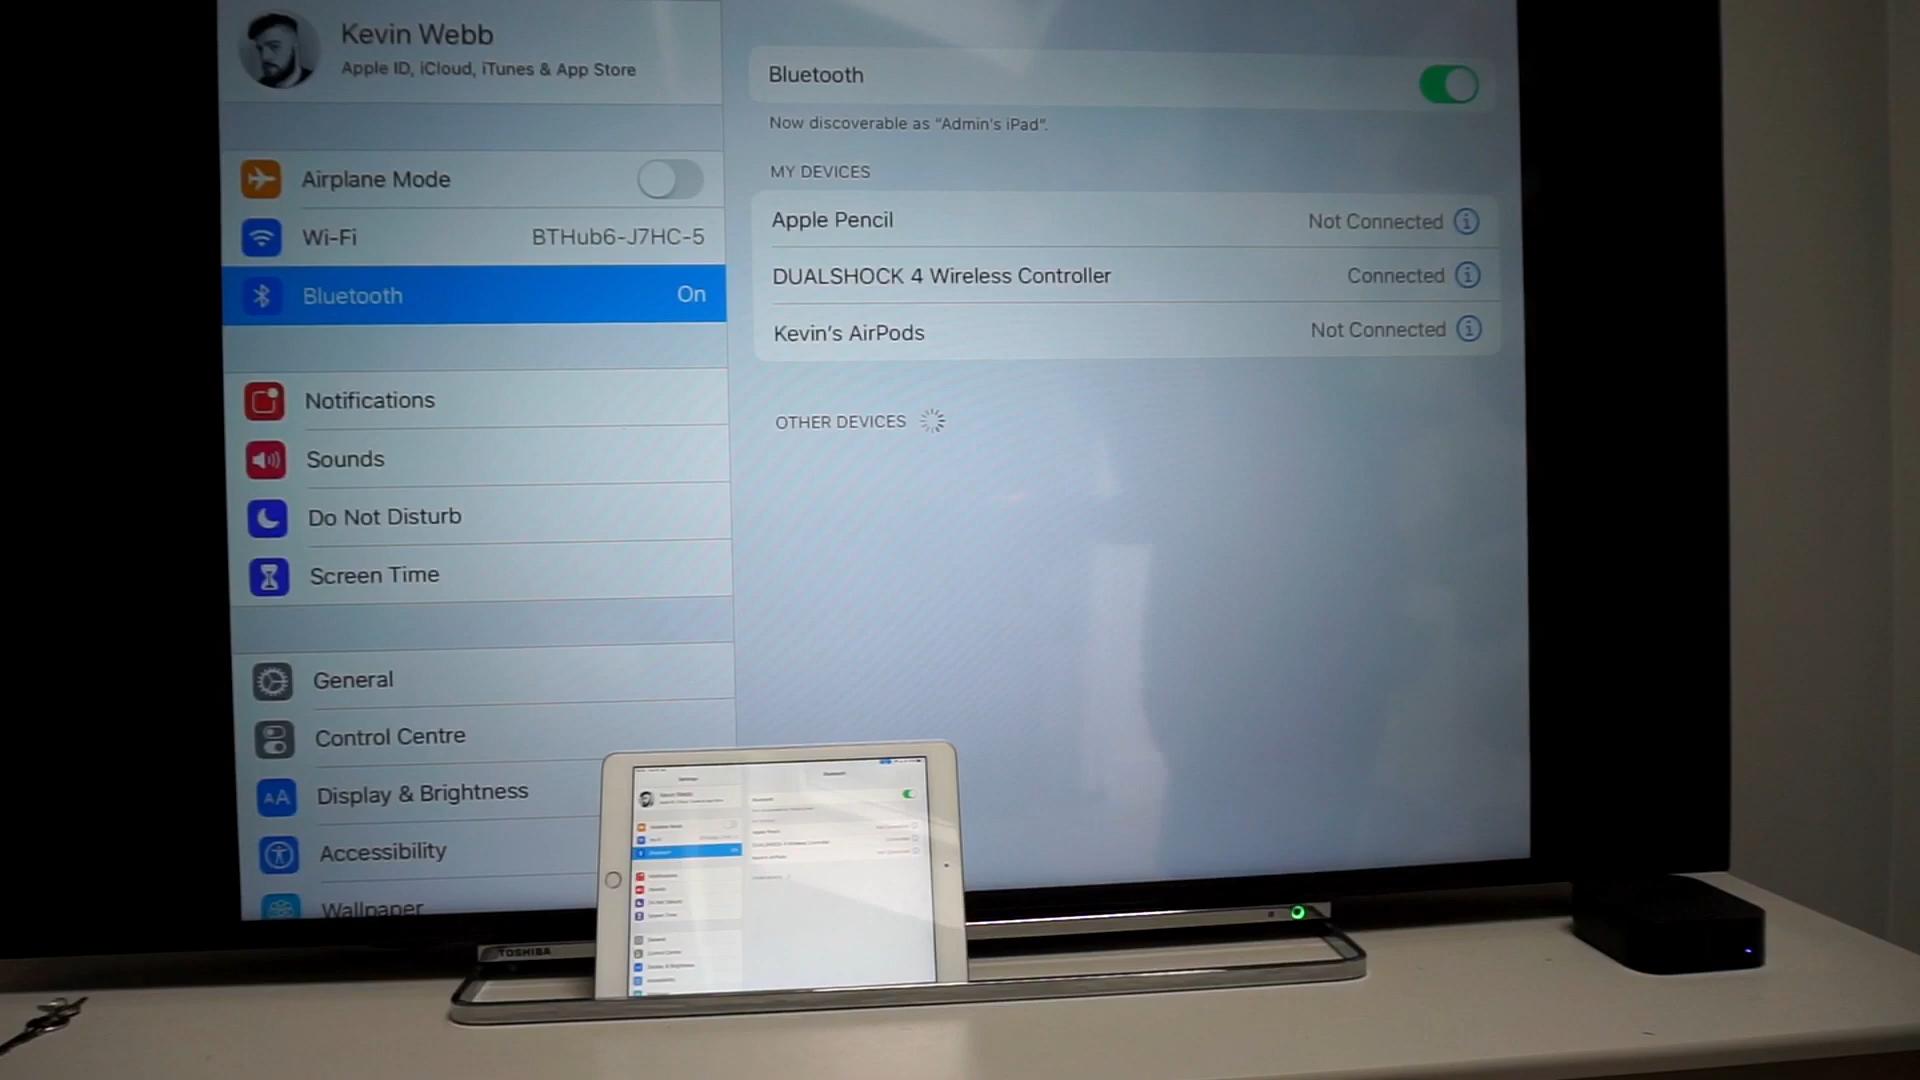 Kevin Webb
Apple ID, iCloud, iTunes & App Store
Airplane Mode
Wi-Fi BTHub6-J7HC-5
Bluetooth On
Notifications
Sounds
Do Not Disturb
Screen Time
General
Control Centre
Display & Brightness
Accessibility
Wallpaper
Bluetooth
Now discoverable as "Admin's iPad".
MY DEVICES
Apple Pencil Not Connected
DUALSHOCK 4 Wireless Controller Connected
Kevin's AirPods Not Connected
OTHER DEVICES
TOSHIBA